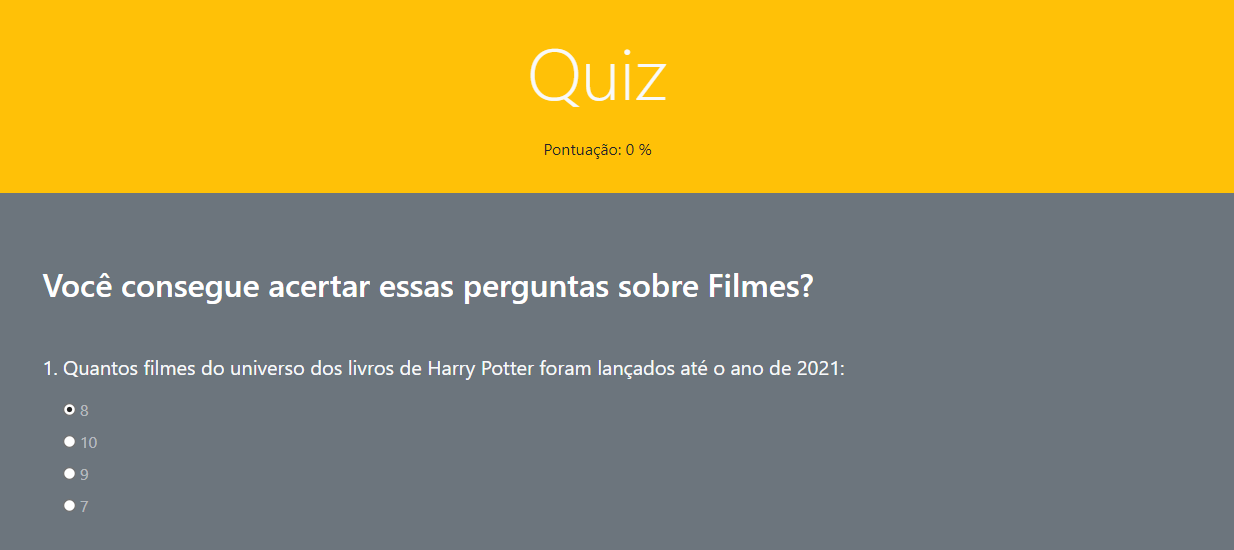 Quiz
Pontuação: 0 %
Você consegue acertar essas perguntas sobre Filmes?
1. Quantos filmes do universo dos livros de Harry Potter foram lançados até o ano de 2021:
8
10
9
7